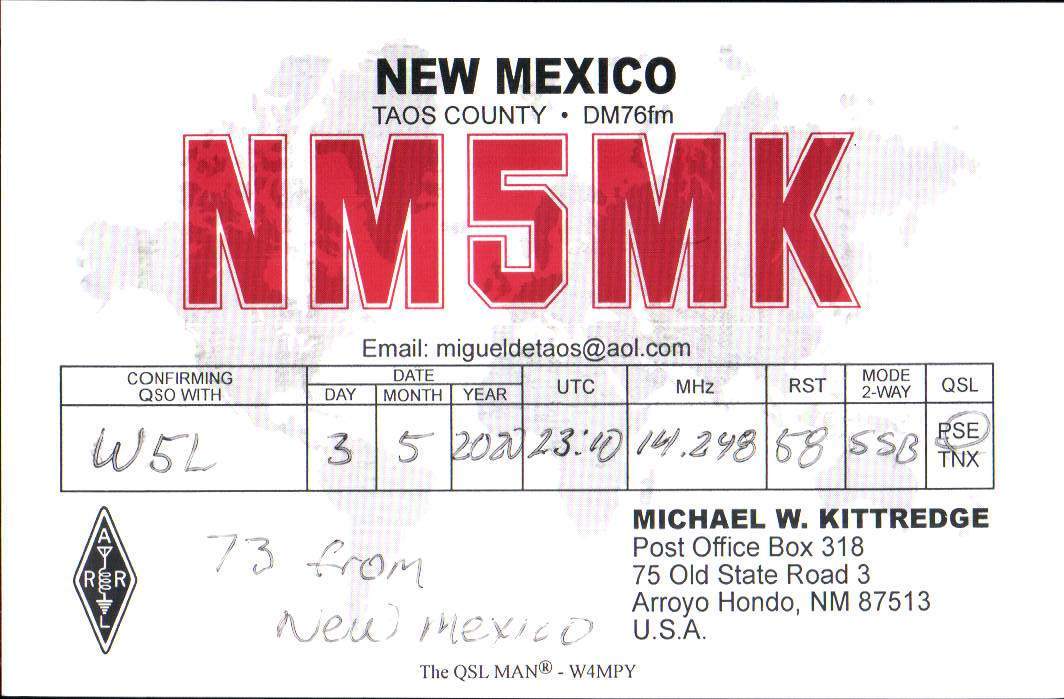 NEW MEXICO
TAOS COUNTY • DM76fm
NM5MK
Email: migueldetaos@aol.com
CONFIRMING QSO WITH DATE DAY MONTH YEAR UTC MHz RST MODE 2-WAY QSL
W5L 3 5 2020 23:10 14.248 58 SSB PSE TNX
ARRL
73 from
New Mexico
MICHAEL W. KITTREDGE
Post Office Box 318
75 Old State Road 3
Arroyo Hondo, NM 87513
U.S.A.
The QSL MAN® - W4MPY